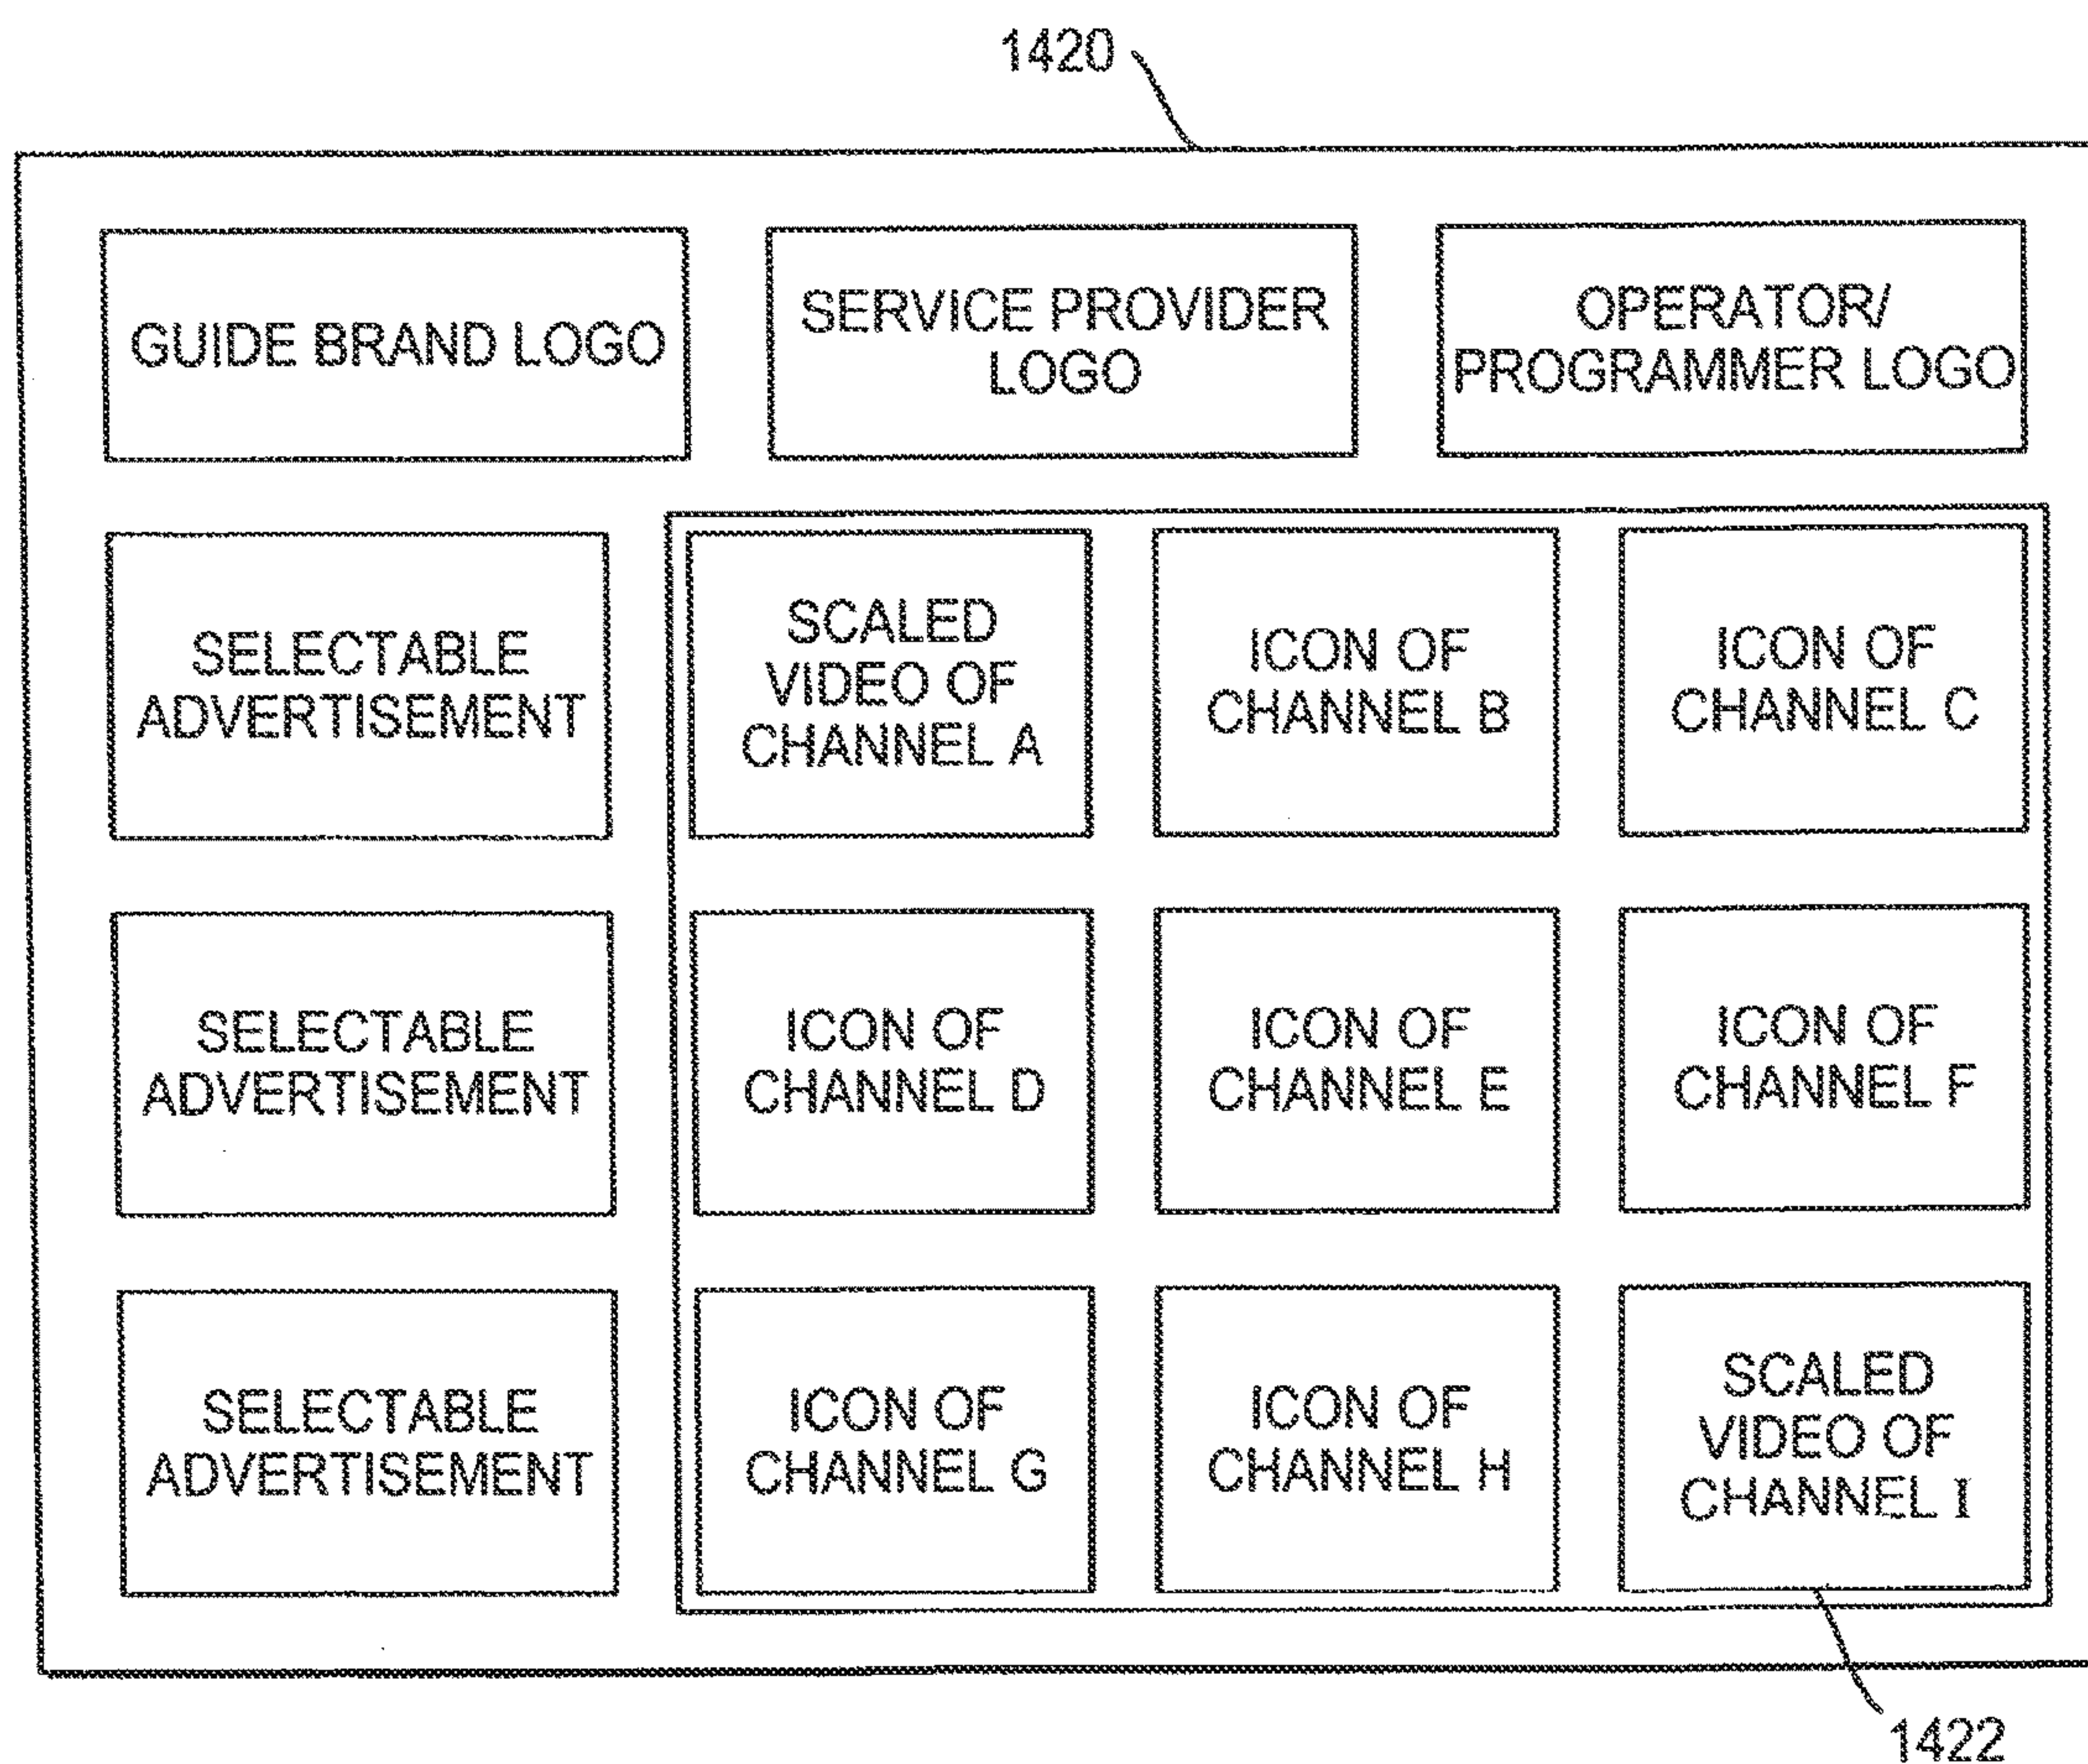 1420
GUIDE BRAND LOGO
SERVICE PROVIDER
LOGO
OPERATOR/
PROGRAMMER LOGO
SELECTABLE
ADVERTISEMENT
SCALED
VIDEO OF
CHANNEL A
ICON OF
CHANNEL B
ICON OF
CHANNEL C
SELECTABLE
ADVERTISEMENT
ICON OF
CHANNEL D
ICON OF
CHANNEL E
ICON OF
CHANNEL F
SELECTABLE
ADVERTISEMENT
ICON OF
CHANNEL G
ICON OF
CHANNEL H
SCALED
VIDEO OF
CHANNEL I
1422